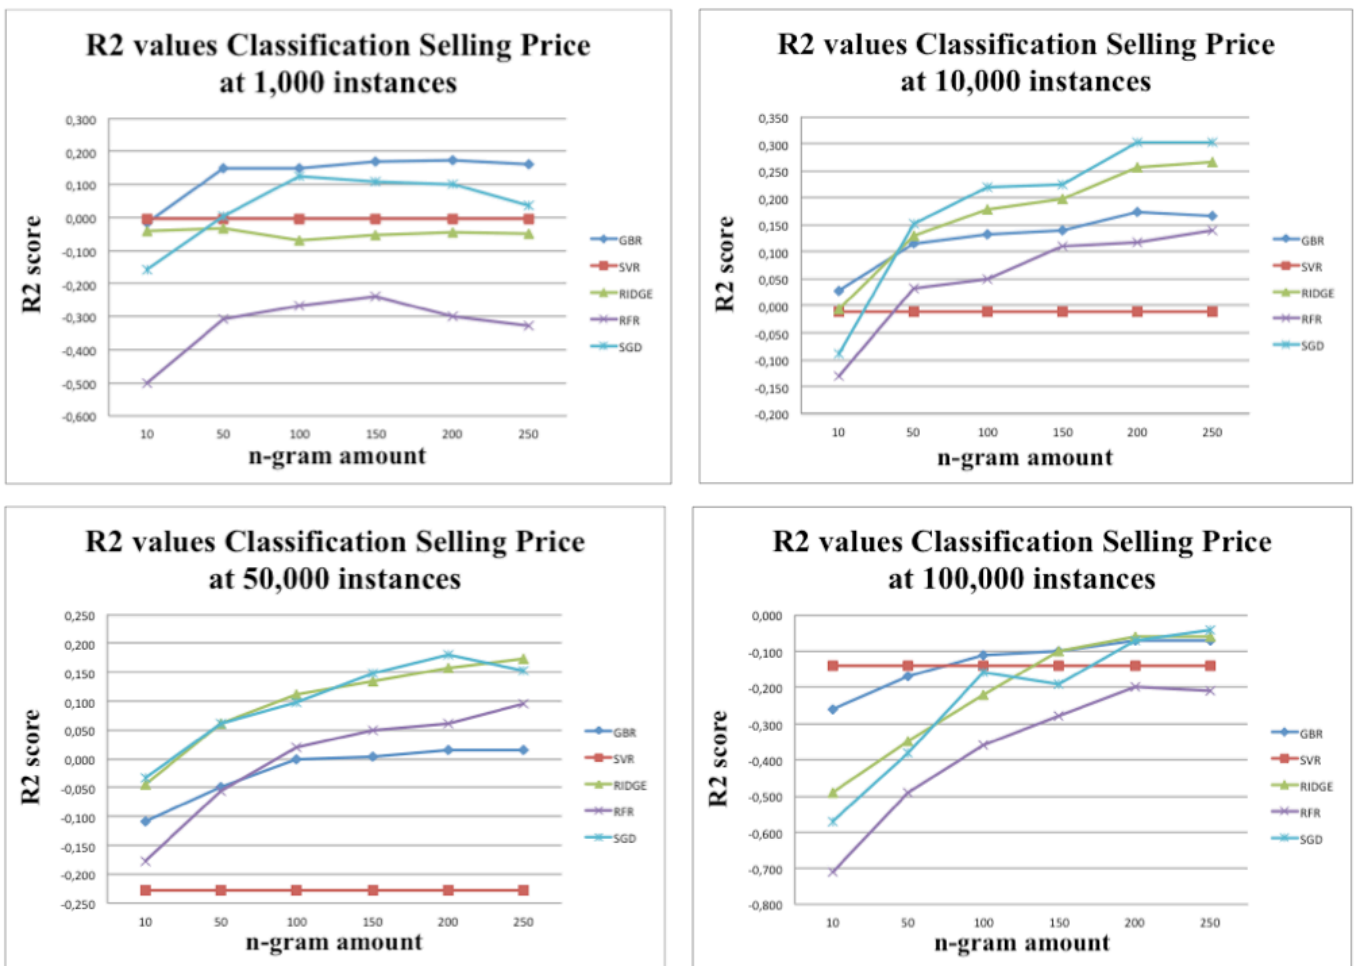 R2 values Classification Selling Price
at 1,000 instances
0,300
0,200
0,100
0,000
-0,100
-0,200
-0,300
-0,400
-0,500
-0,600
R2 score
10 50 100 150 200 250
n-gram amount
GBR
SVR
RIDGE
RFR
SGD
R2 values Classification Selling Price
at 10,000 instances
0,350
0,300
0,250
0,200
0,150
0,100
0,050
0,000
-0,050
-0,100
-0,150
-0,200
R2 score
10 50 100 150 200 250
n-gram amount
GBR
SVR
RIDGE
RFR
SGD
R2 values Classification Selling Price
at 50,000 instances
0,250
0,200
0,150
0,100
0,050
0,000
-0,050
-0,100
-0,150
-0,200
-0,250
R2 score
10 50 100 150 200 250
n-gram amount
GBR
SVR
RIDGE
RFR
SGD
R2 values Classification Selling Price
at 100,000 instances
0,000
-0,100
-0,200
-0,300
-0,400
-0,500
-0,600
-0,700
-0,800
R2 score
10 50 100 150 200 250
n-gram amount
GBR
SVR
RIDGE
RFR
SGD